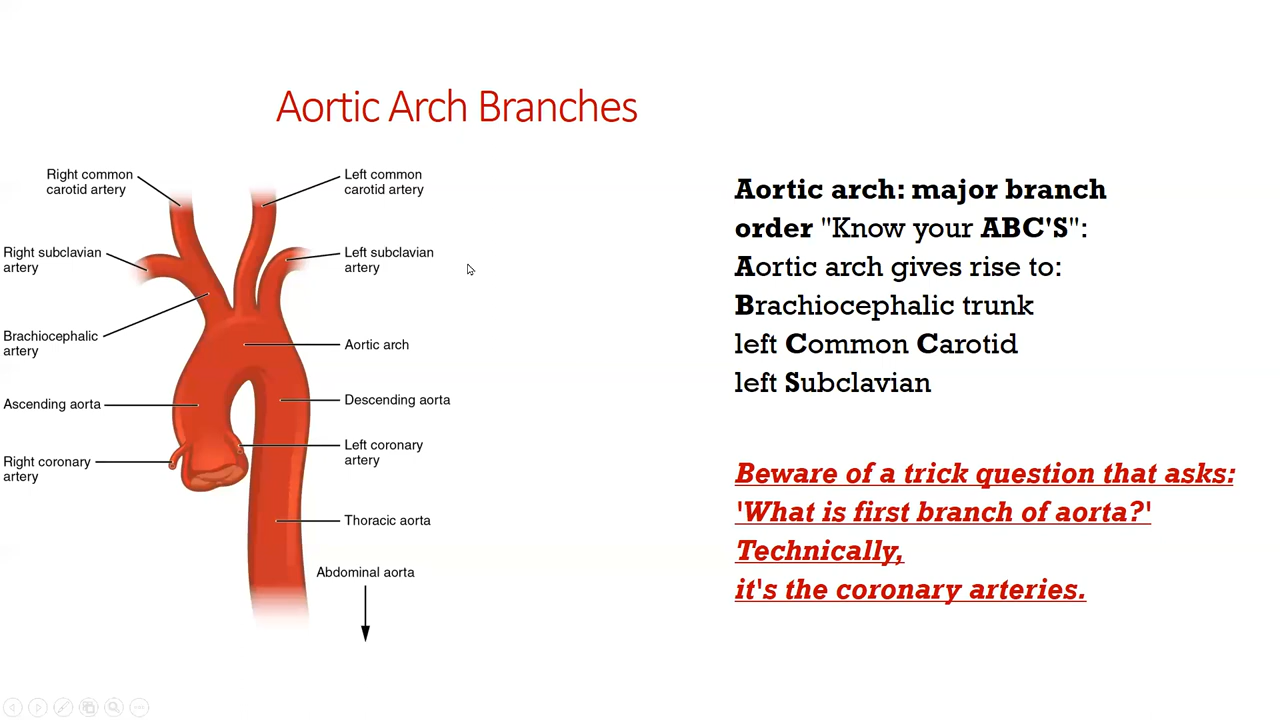 Aortic Arch Branches
Right common
carotid artery
Left common
carotid artery
Right subclavian
artery
Left subclavian
artery
Brachiocephalic
artery
Aortic arch
Ascending aorta
Descending aorta
Right coronary
artery
Left coronary
artery
Thoracic aorta
Abdominal aorta
Aortic arch: major branch
order "Know your ABC'S":
Aortic arch gives rise to:
Brachiocephalic trunk
left Common Carotid
left Subclavian
Beware of a trick question that asks:
'What is first branch of aorta?'
Technically,
it's the coronary arteries.